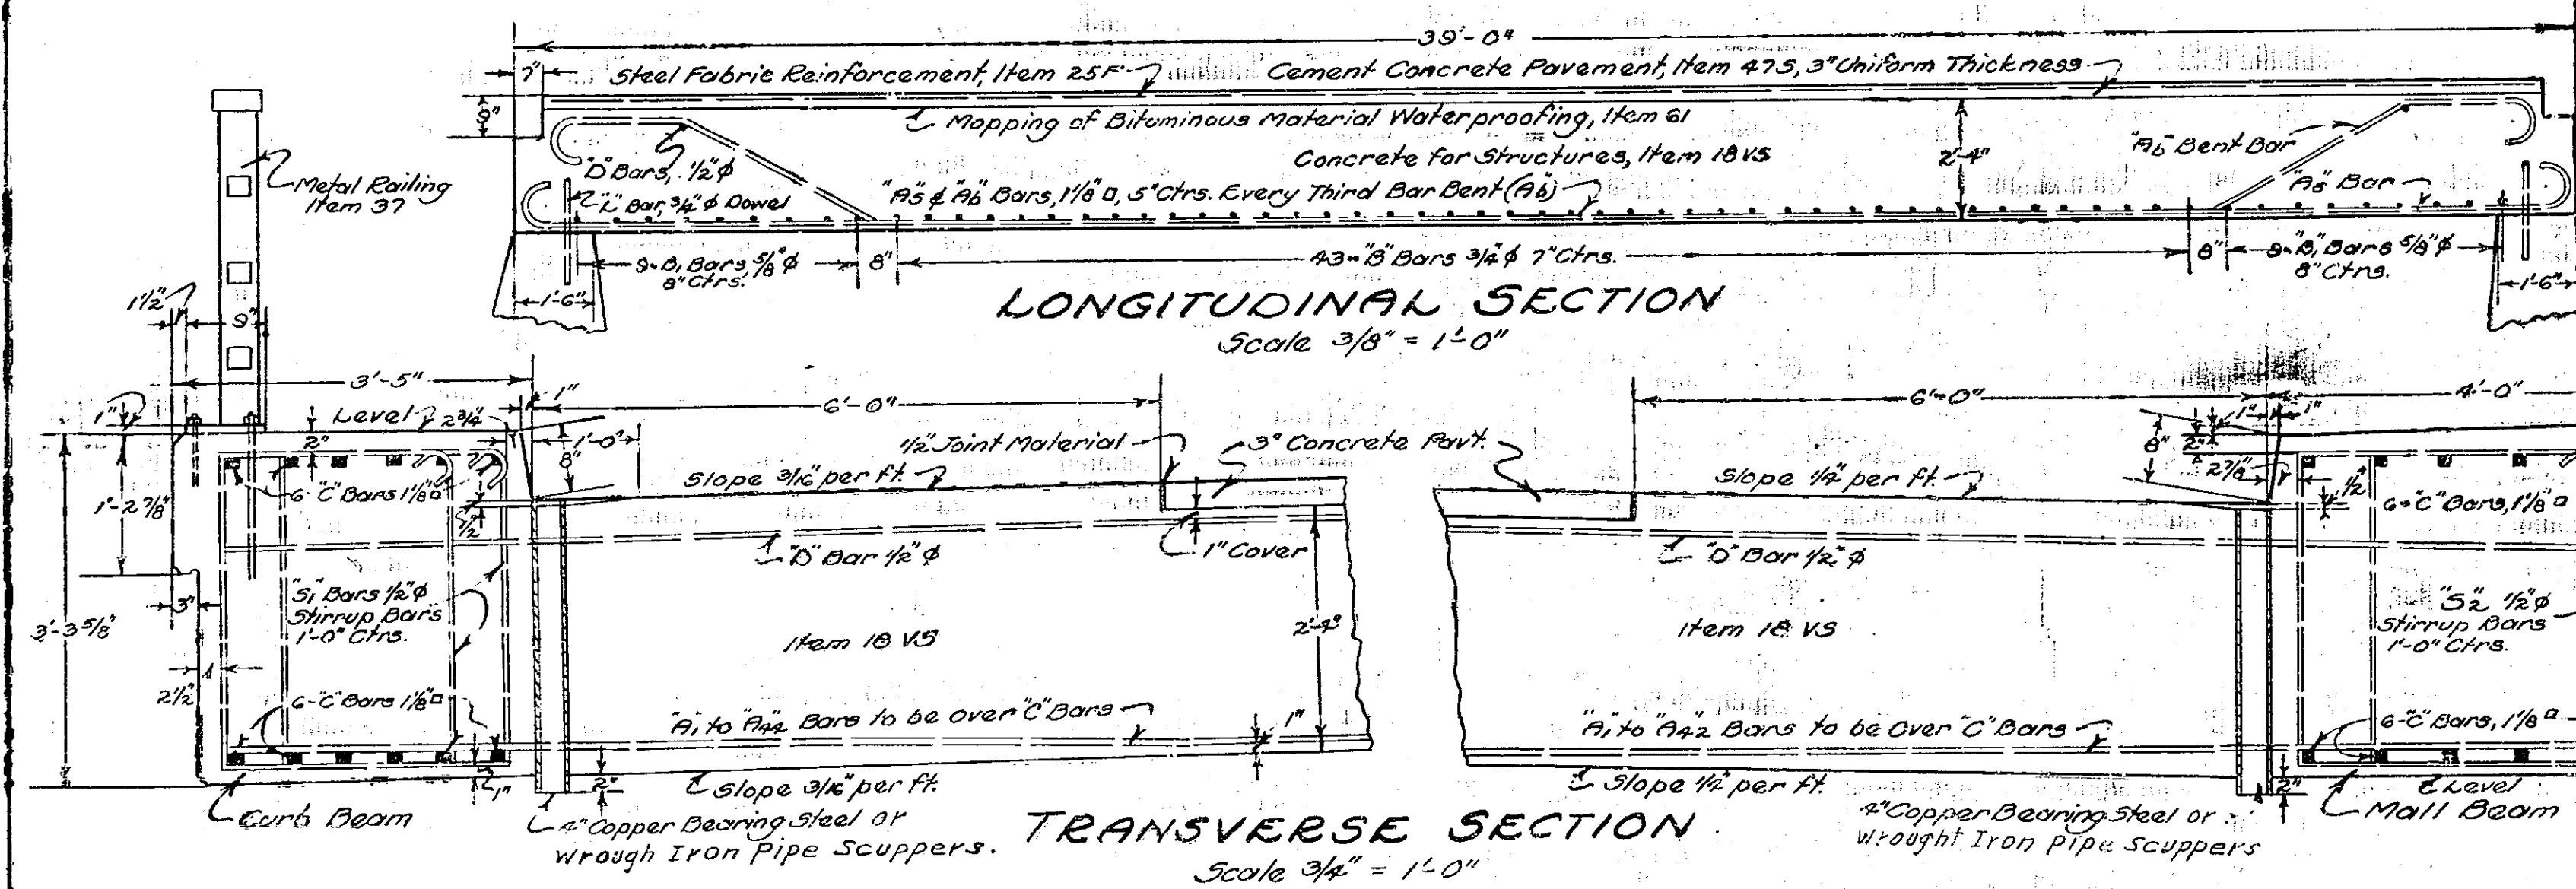 39'-0"
7"
Steel Fabric Reinforcement, Item 25F
Cement Concrete Pavement, Item 47S, 3" Uniform Thickness
9"
Mopping of Bituminous Material Waterproofing, Item 61
Concrete for Structures, Item 18 VS
2'-4"
"A6" Bent Bar
Metal Railing
Item 37
"D" Bars, 1/2" φ
"L" Bar, 3/4" φ Dowel
"A5" & "A6" Bars, 1 1/8" □, 5" Ctrs. Every Third Bar Bent (A6)
"A5" Bar
9-B, Bars, 5/8" φ
8" Ctrs.
8"
43-"B" Bars 3/4" φ 7" Ctrs.
8"
9-"B," Bars 5/8" φ
8" Ctrs.
1'-6"
1'-6"
LONGITUDINAL SECTION
Scale 3/8" = 1'-0"
1 1/2"
9"
3'-5"
1"
6'-0"
6'-0"
4'-0"
1"
Level
2 3/4"
2"
1'-0"
8"
1/2" Joint Material
3" Concrete Pav't.
Slope 3/16" per ft.
Slope 1/4" per ft.
8"
2"
1"
1"
2 7/8"
1/2"
6-"C" Bars 1 1/8" □
6-"C" Bars, 1 1/8" □
1'-2 7/8"
1/2"
"D" Bar 1/2" φ
1" Cover
"D" Bar 1/2" φ
3"
3'-3 5/8"
"S1" Bars 1/2" φ
Stirrup Bars
1'-0" Ctrs.
Item 18 VS
2'-4"
Item 18 VS
"S2" 1/2" φ
Stirrup Bars
1'-0" Ctrs.
2 1/2"
6-"C" Bars 1 1/8" □
"A," to "A42" Bars to be over "C" Bars
1"
"A," to "A42" Bars to be Over "C" Bars
6-"C" Bars, 1 1/8" □
1"
2"
Slope 3/16" per ft.
Slope 1/4" per ft.
2"
Level
Curb Beam
Mall Beam
4" Copper Bearing Steel or
Wrough Iron Pipe Scuppers.
TRANSVERSE SECTION
Scale 3/4" = 1'-0"
4" Copper Bearing Steel or
Wrought Iron Pipe Scuppers